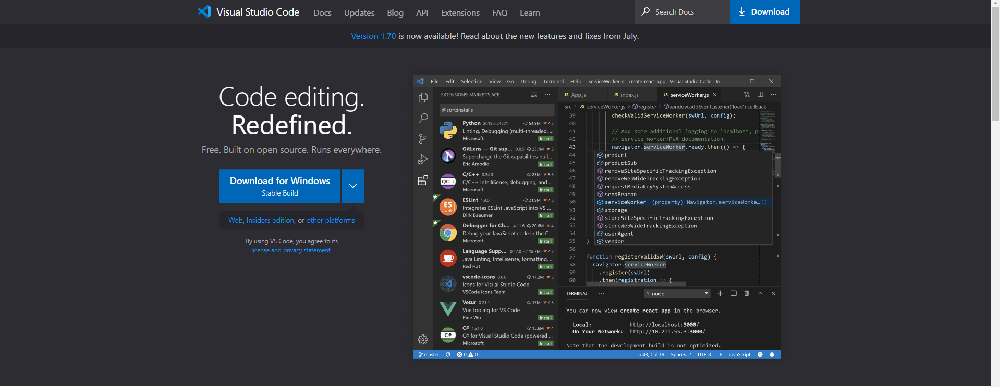 Visual Studio Code Docs Updates Blog API Extensions FAQ Learn Search Docs Download
Version 1.70 is now available! Read about the new features and fixes from July.
Code editing.
Redefined.
Free. Built on open source. Runs everywhere.
Download for Windows
Stable Build
Web, Insiders edition, or other platforms
By using VS Code, you agree to its
license and privacy statement.
File Edit Selection View Go Debug Terminal Help serviceWorker.js - create-react-app - Visual Studio Code - In...
EXTENSIONS: MARKETPLACE
@sort:installs
Python 2019.6.24221 54.9M ★ 4.5
Linting, Debugging (multi-threaded, ...
Microsoft Install
GitLens — Git sup... 9.8.5 23.1M ★ 5
Supercharge the Git capabilities buil...
Eric Amodio Install
C/C++
C/C++ 0.24.0 23M ★ 3.5
C/C++ IntelliSense, debugging, and ...
Microsoft Install
ES
Lint
ESLint 1.9.0 21.9M ★ 4.5
Integrates ESLint JavaScript into VS ...
Dirk Baeumer Install
Debugger for Ch... 4.11.6 20.6M ★ 4
Debug your JavaScript code in the C...
Microsoft Install
Language Supp... 0.47.0 18.7M ★ 4.5
Java Linting, Intellisense, formatting, ...
Red Hat Install
vscode-icons 8.8.0 17.2M ★ 5
Icons for Visual Studio Code
VSCode Icons Team Install
Vetur 0.21.1 17M ★ 4.5
Vue tooling for VS Code
Pine Wu Install
C#
C# 1.21.0 15.6M ★ 4
C# for Visual Studio Code (powered ...
Microsoft Install
JS App.js JS index.js JS serviceWorker.js
src > JS serviceWorker.js > register > window.addEventListener('load') callback
39 checkValidServiceWorker(swUrl, config);
40
41 // Add some additional logging to localhost, po
42 // service worker/PWA documentation.
43 navigator.serviceWorker.ready.then(() => {
44 product
45 productSub
46 removeSiteSpecificTrackingException
47 removeWebWideTrackingException
48 requestMediaKeySystemAccess
49 sendBeacon
50 serviceWorker (property) Navigator.serviceWorke...
51 storage
52 storeSiteSpecificTrackingException
53 storeWebWideTrackingException
54 } userAgent
55 } vendor
56
57 function registerValidSW(swUrl, config) {
58 navigator.serviceWorker
59 .register(swUrl)
60 .then(registration => {
TERMINAL ... 1: node
You can now view create-react-app in the browser.
Local: http://localhost:3000/
On Your Network: http://10.211.55.3:3000/
Note that the development build is not optimized.
master 0 0 Ln 43, Col 19 Spaces: 2 UTF-8 LF JavaScript